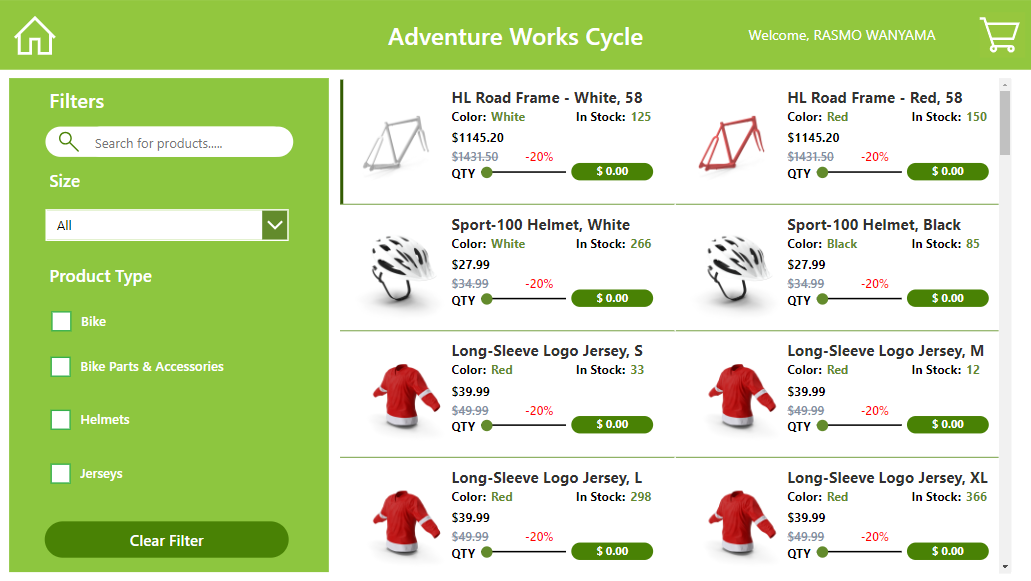 Adventure Works Cycle
Welcome, RASMO WANYAMA
Filters
Search for products.....
Size
All
Product Type
Bike
Bike Parts & Accessories
Helmets
Jerseys
Clear Filter
HL Road Frame - White, 58
Color: White In Stock: 125
$1145.20
$1431.50 -20%
QTY $ 0.00
HL Road Frame - Red, 58
Color: Red In Stock: 150
$1145.20
$1431.50 -20%
QTY $ 0.00
Sport-100 Helmet, White
Color: White In Stock: 266
$27.99
$34.99 -20%
QTY $ 0.00
Sport-100 Helmet, Black
Color: Black In Stock: 85
$27.99
$34.99 -20%
QTY $ 0.00
Long-Sleeve Logo Jersey, S
Color: Red In Stock: 33
$39.99
$49.99 -20%
QTY $ 0.00
Long-Sleeve Logo Jersey, M
Color: Red In Stock: 12
$39.99
$49.99 -20%
QTY $ 0.00
Long-Sleeve Logo Jersey, L
Color: Red In Stock: 298
$39.99
$49.99 -20%
QTY $ 0.00
Long-Sleeve Logo Jersey, XL
Color: Red In Stock: 366
$39.99
$49.99 -20%
QTY $ 0.00